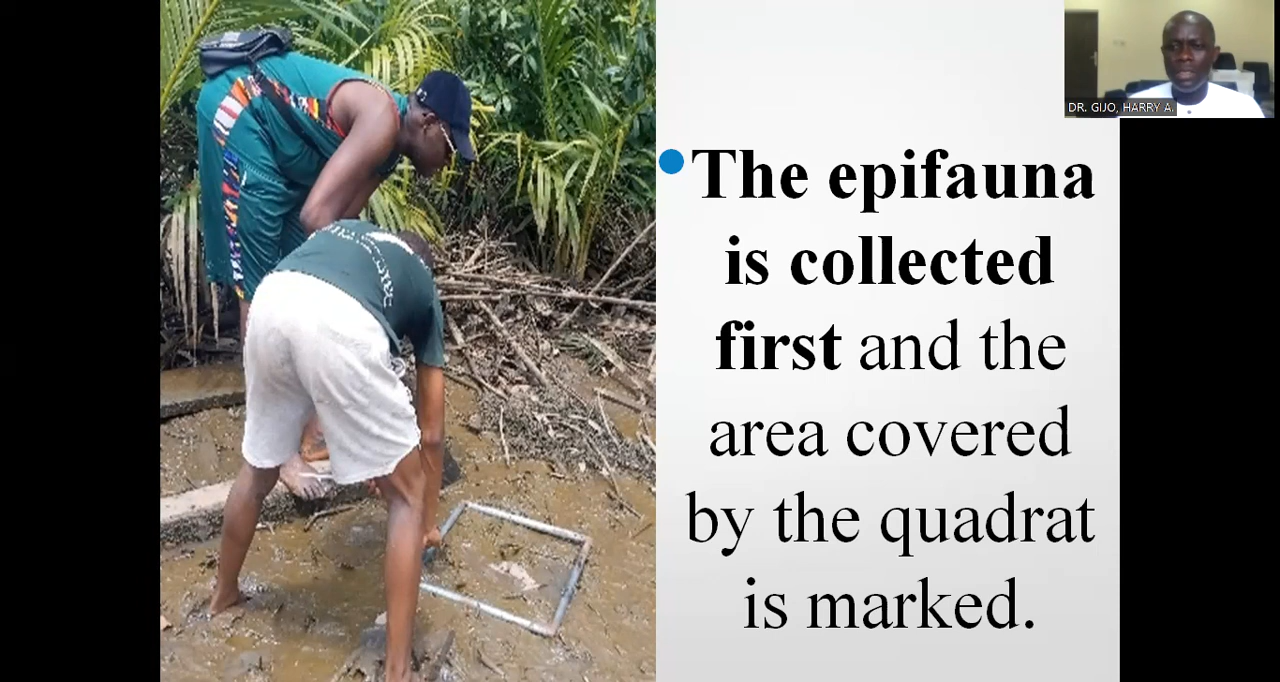 DR. GIJO, HARRY A.
•The epifauna
is collected
first and the
area covered
by the quadrat
is marked.